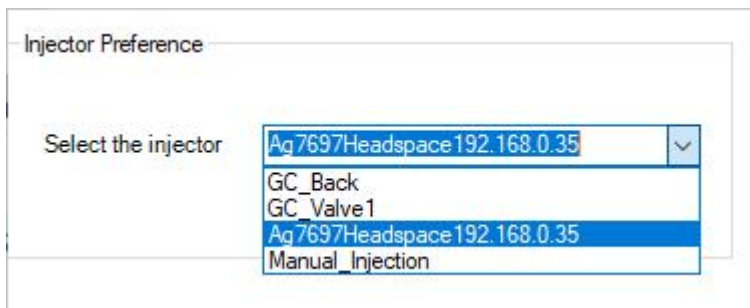 Injector Preference
Select the injector Ag7697Headspace192.168.0.35
GC_Back
GC_Valve1
Ag7697Headspace192.168.0.35
Manual_Injection